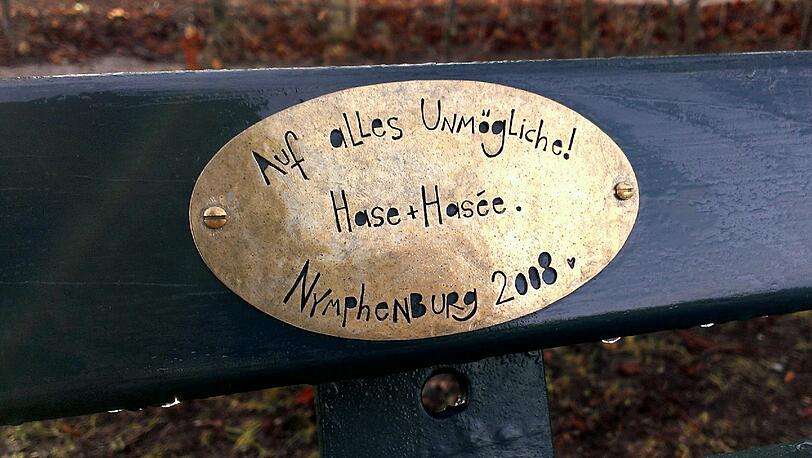 Auf alles Unmögliche!
Hase + Hasée.
Nymphenburg 2008 ♥